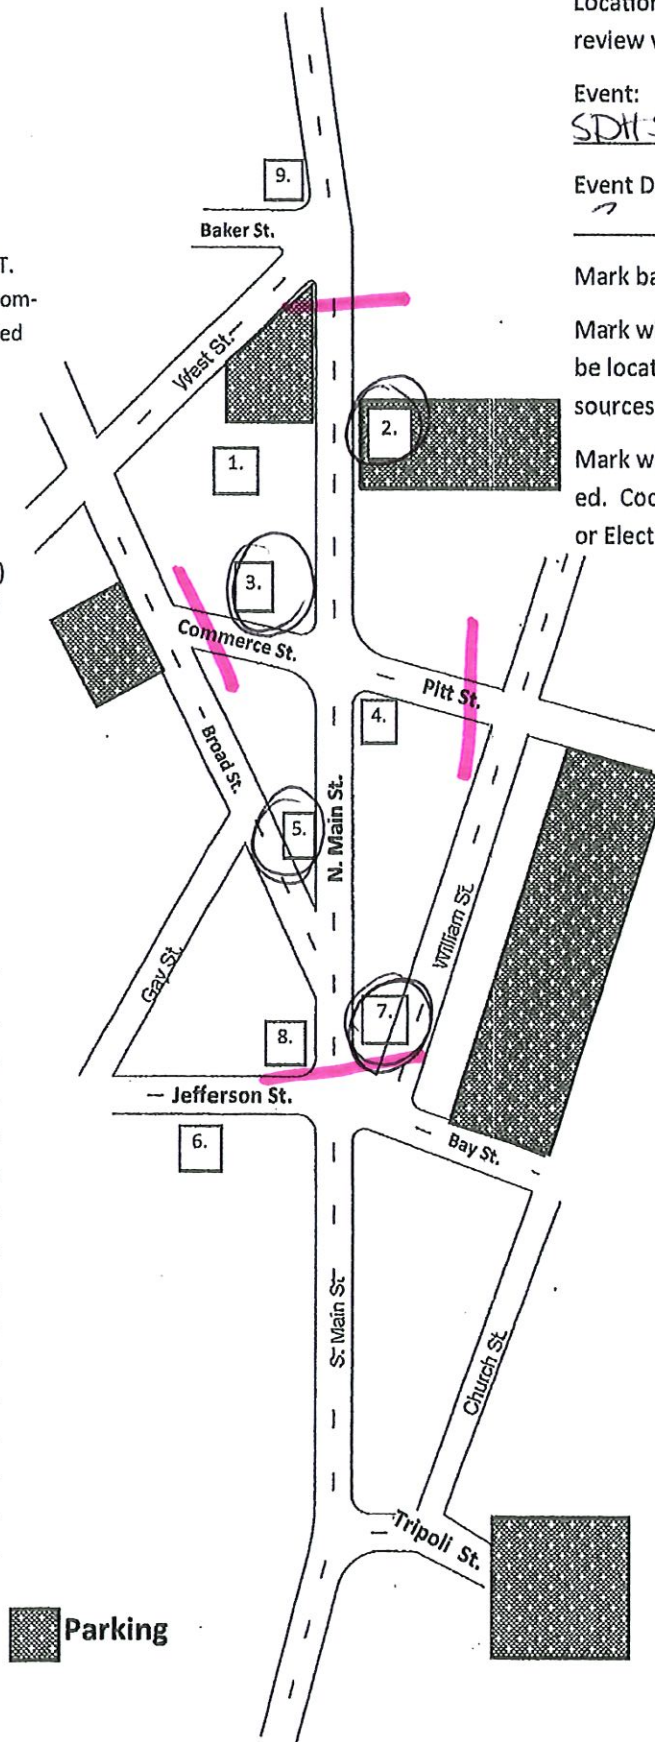 Location
review
Event:
SDHS
Event D
Mark ba
Mark w
be locat
sources
Mark w
ed. Coo
or Elect
T.
om-
ed
)
9.
Baker St.
West St.
2.
1.
3.
Commerce St.
Pitt St.
4.
Broad St.
5.
N. Main St.
William St.
Gay St.
7.
8.
Jefferson St.
6.
Bay St.
S. Main St
Church St.
Tripoli St.
Parking